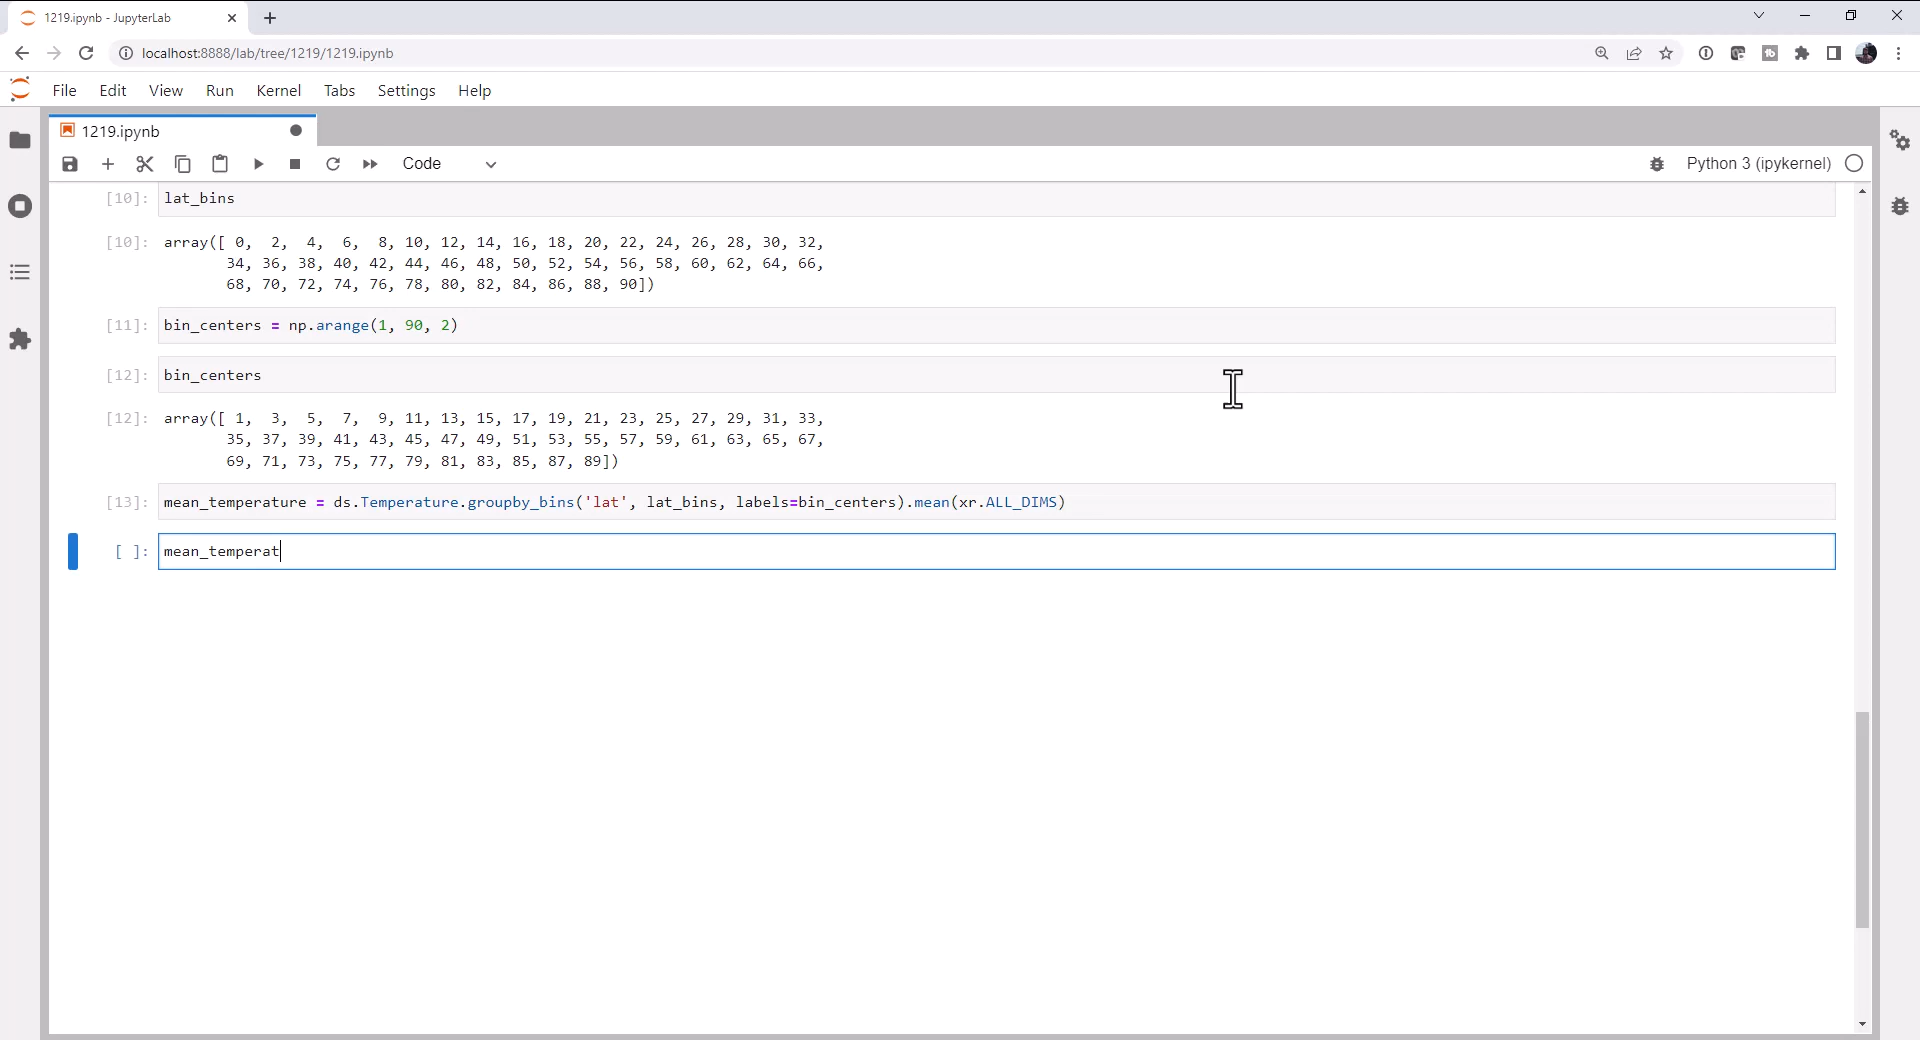 1219.ipynb - JupyterLab
localhost:8888/lab/tree/1219/1219.ipynb
File Edit View Run Kernel Tabs Settings Help
1219.ipynb
Code
Python 3 (ipykernel)
[10]: lat_bins
[10]: array([ 0, 2, 4, 6, 8, 10, 12, 14, 16, 18, 20, 22, 24, 26, 28, 30, 32,
34, 36, 38, 40, 42, 44, 46, 48, 50, 52, 54, 56, 58, 60, 62, 64, 66,
68, 70, 72, 74, 76, 78, 80, 82, 84, 86, 88, 90])
[11]: bin_centers = np.arange(1, 90, 2)
[12]: bin_centers
[12]: array([ 1, 3, 5, 7, 9, 11, 13, 15, 17, 19, 21, 23, 25, 27, 29, 31, 33,
35, 37, 39, 41, 43, 45, 47, 49, 51, 53, 55, 57, 59, 61, 63, 65, 67,
69, 71, 73, 75, 77, 79, 81, 83, 85, 87, 89])
[13]: mean_temperature = ds.Temperature.groupby_bins('lat', lat_bins, labels=bin_centers).mean(xr.ALL_DIMS)
[ ]: mean_temperat